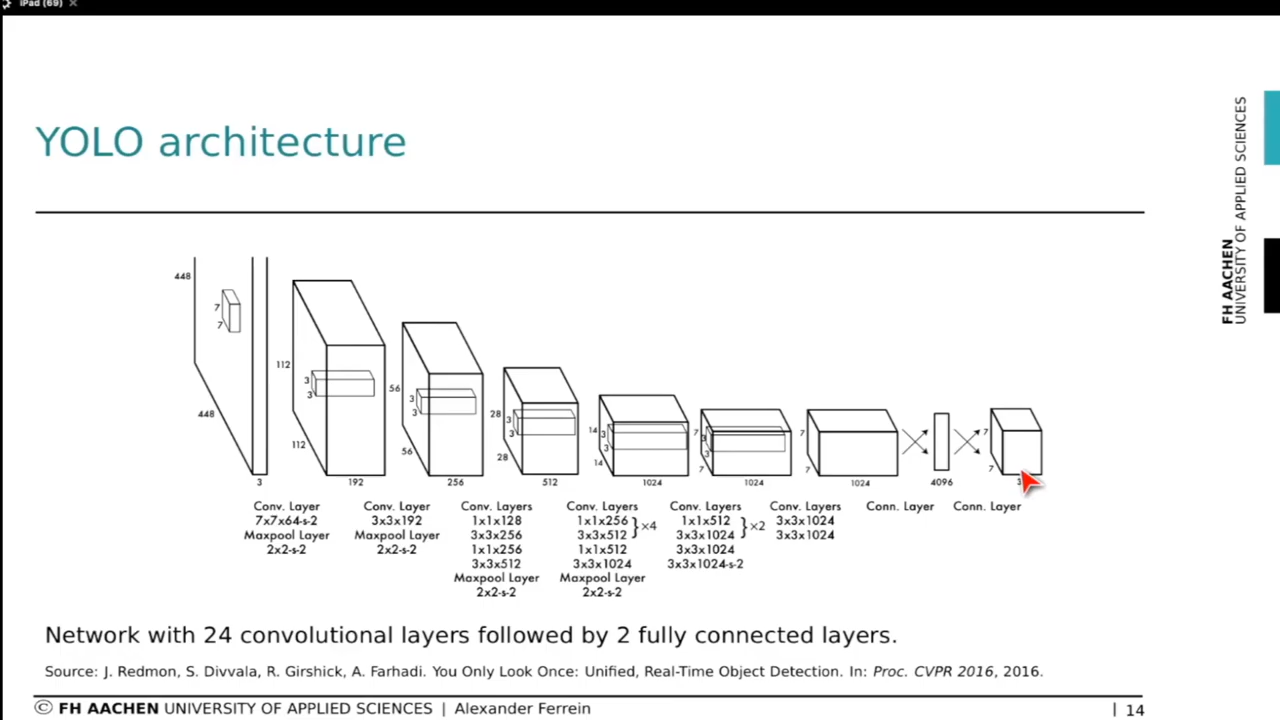 iPad (69)
YOLO architecture
FH AACHEN
UNIVERSITY OF APPLIED SCIENCES
448
448
7
7
3
112
112
3
3
192
56
56
3
3
256
28
28
3
3
512
14
14
3
3
1024
7
7
3
3
1024
7
7
1024
4096
7
7
Conv. Layer
7x7x64-s-2
Maxpool Layer
2x2-s-2
Conv. Layer
3x3x192
Maxpool Layer
2x2-s-2
Conv. Layers
1x1x128
3x3x256
1x1x256
3x3x512
Maxpool Layer
2x2-s-2
Conv. Layers
1x1x256
3x3x512
}×4
1x1x512
3x3x1024
Maxpool Layer
2x2-s-2
Conv. Layers
1x1x512
3x3x1024
}×2
3x3x1024
3x3x1024-s-2
Conv. Layers
3x3x1024
3x3x1024
Conn. Layer
Conn. Layer
Network with 24 convolutional layers followed by 2 fully connected layers.
Source: J. Redmon, S. Divvala, R. Girshick, A. Farhadi. You Only Look Once: Unified, Real-Time Object Detection. In: Proc. CVPR 2016, 2016.
© FH AACHEN UNIVERSITY OF APPLIED SCIENCES | Alexander Ferrein | 14